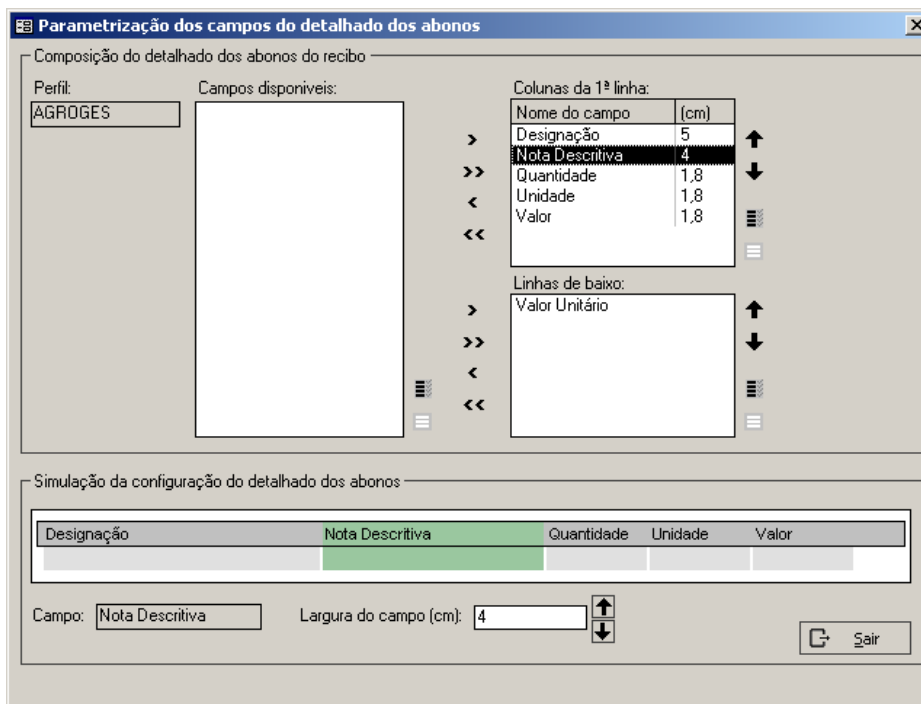 Parametrização dos campos do detalhado dos abonos
Composição do detalhado dos abonos do recibo
Perfil:
AGROGES
Campos disponiveis:
Colunas da 1ª linha:
Nome do campo (cm)
Designação 5
Nota Descritiva 4
Quantidade 1,8
Unidade 1,8
Valor 1,8
> 
>>
<
<<
Linhas de baixo:
Valor Unitário
>
>>
<
<<
Simulação da configuração do detalhado dos abonos
Designação Nota Descritiva Quantidade Unidade Valor
Campo: Nota Descritiva Largura do campo (cm): 4
Sair